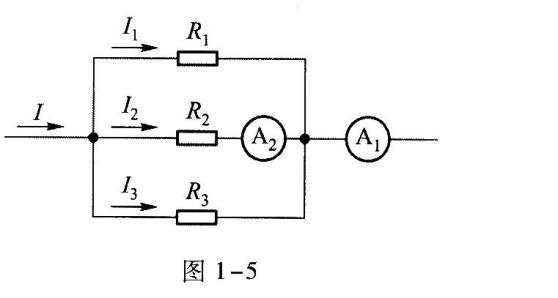 I₁ R₁
I I₂ R₂ A₂ A₁
I₃ R₃
图 1-5